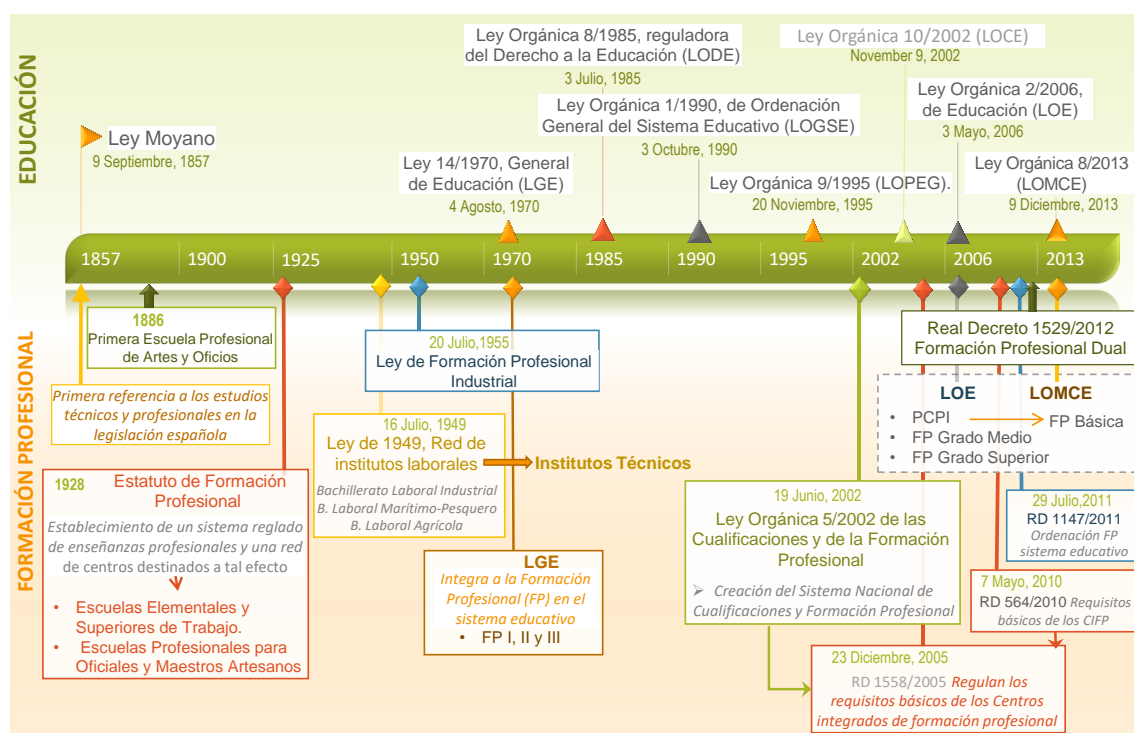 EDUCACIÓN
Ley Moyano
9 Septiembre, 1857
Ley Orgánica 8/1985, reguladora
del Derecho a la Educación (LODE)
3 Julio, 1985
Ley Orgánica 10/2002 (LOCE)
November 9, 2002
Ley Orgánica 1/1990, de Ordenación
General del Sistema Educativo (LOGSE)
3 Octubre, 1990
Ley Orgánica 2/2006,
de Educación (LOE)
3 Mayo, 2006
Ley 14/1970, General
de Educación (LGE)
4 Agosto, 1970
Ley Orgánica 9/1995 (LOPEG).
20 Noviembre, 1995
Ley Orgánica 8/2013
(LOMCE)
9 Diciembre, 2013
1857
1900
1925
1950
1970
1985
1990
1995
2002
2006
2013
FORMACIÓN PROFESIONAL
1886
Primera Escuela Profesional
de Artes y Oficios
Primera referencia a los estudios
técnicos y profesionales en la
legislación española
1928 Estatuto de Formación
Profesional
Establecimiento de un sistema reglado
de enseñanzas profesionales y una red
de centros destinados a tal efecto
• Escuelas Elementales y
Superiores de Trabajo.
• Escuelas Profesionales para
Oficiales y Maestros Artesanos
20 Julio,1955
Ley de Formación Profesional
Industrial
16 Julio, 1949
Ley de 1949, Red de
institutos laborales
Institutos Técnicos
Bachillerato Laboral Industrial
B. Laboral Marítimo-Pesquero
B. Laboral Agrícola
LGE
Integra a la Formación
Profesional (FP) en el
sistema educativo
• FP I, II y III
Real Decreto 1529/2012
Formación Profesional Dual
LOE
LOMCE
• PCPI
FP Básica
• FP Grado Medio
• FP Grado Superior
19 Junio, 2002
Ley Orgánica 5/2002 de las
Cualificaciones y de la Formación
Profesional
➢ Creación del Sistema Nacional de
Cualificaciones y Formación Profesional
29 Julio,2011
RD 1147/2011
Ordenación FP
sistema educativo
7 Mayo, 2010
RD 564/2010 Requisitos
básicos de los CIFP
23 Diciembre, 2005
RD 1558/2005 Regulan los
requisitos básicos de los Centros
integrados de formación profesional